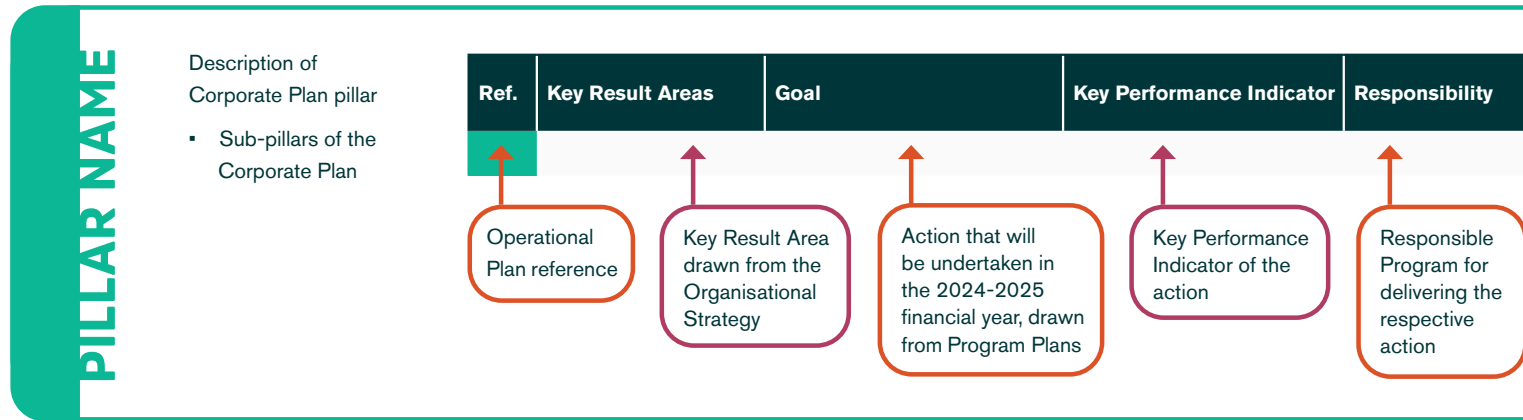 PILLAR NAME
Description of
Corporate Plan pillar
▪ Sub-pillars of the
Corporate Plan
Ref. Key Result Areas Goal Key Performance Indicator Responsibility
Operational
Plan reference
Key Result Area
drawn from the
Organisational
Strategy
Action that will
be undertaken in
the 2024-2025
financial year, drawn
from Program Plans
Key Performance
Indicator of the
action
Responsible
Program for
delivering the
respective
action